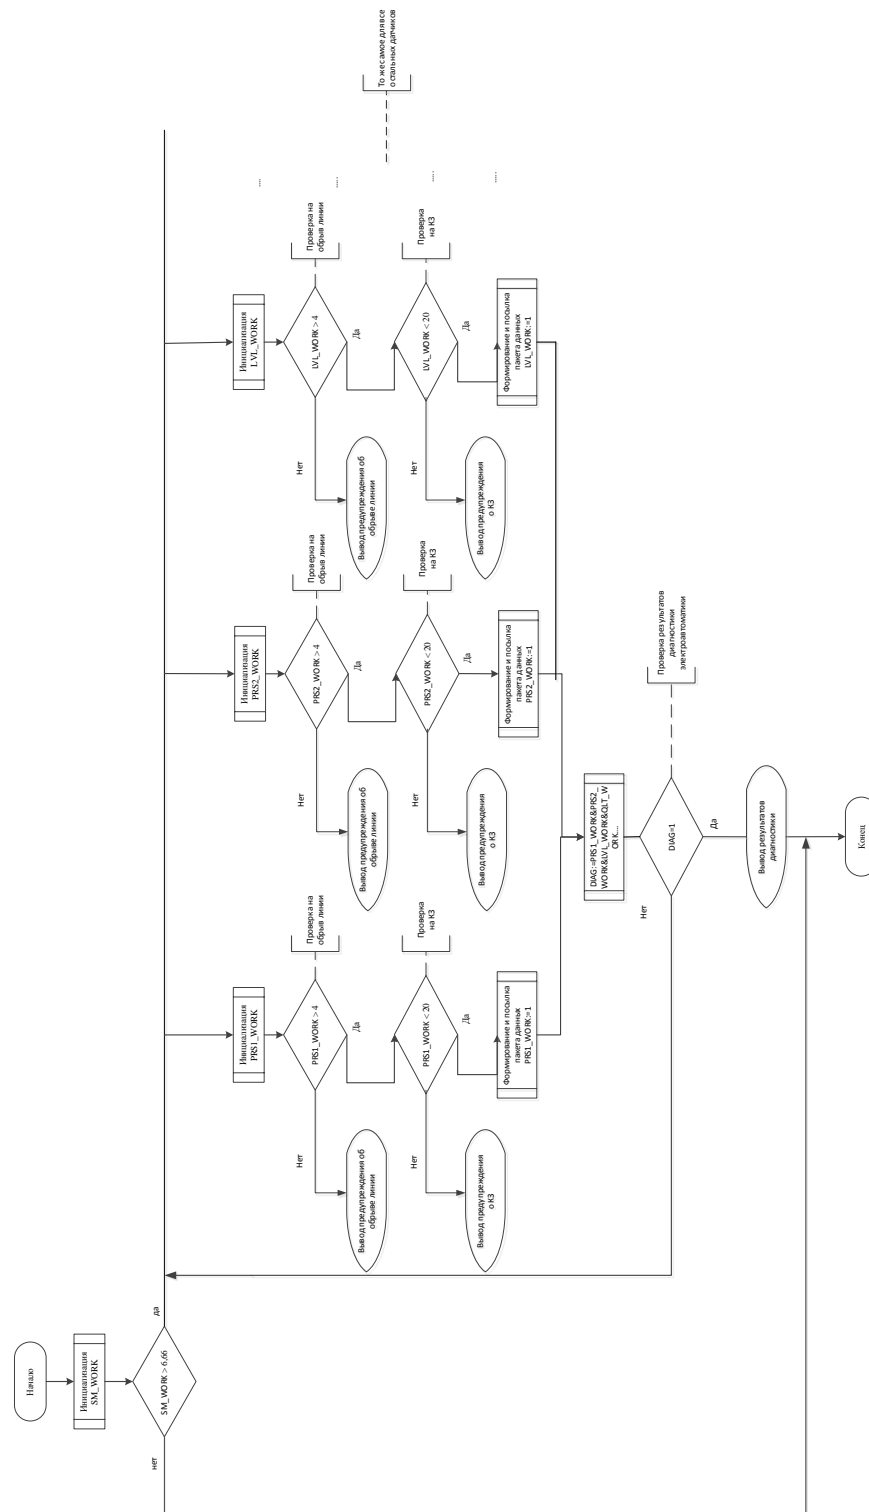 Начало
Инициализация
SM_WORK
SM_WORK > 6,66
нет
да
Инициализация
PRS1_WORK
PRS1_WORK > 4
Проверка на
обрыв линии
Нет
Да
Вывод предупреждения об
обрыве линии
PRS1_WORK < 20
Проверка
на КЗ
Нет
Да
Вывод предупреждения
о КЗ
Формирование и посылка
пакета данных
PRS1_WORK:=1
Инициализация
PRS2_WORK
PRS2_WORK > 4
Проверка на
обрыв линии
Нет
Да
Вывод предупреждения об
обрыве линии
PRS2_WORK < 20
Проверка
на КЗ
Нет
Да
Вывод предупреждения
о КЗ
Формирование и посылка
пакета данных
PRS2_WORK:=1
Инициализация
LVL_WORK
LVL_WORK > 4
Проверка на
обрыв линии
Нет
Да
Вывод предупреждения об
обрыве линии
LVL_WORK < 20
Проверка
на КЗ
Нет
Да
Вывод предупреждения
о КЗ
Формирование и посылка
пакета данных
LVL_WORK:=1
....
.....
.....
.....
То же самое для все
остальных датчиков
DIAG:=PRS1_WORK&PRS2_
WORK&LVL_WORK&QLT_W
ORK...
DIAG=1
Проверка результатов
диагностики
электроавтоматики
Нет
Да
Вывод результатов
диагностики
Конец